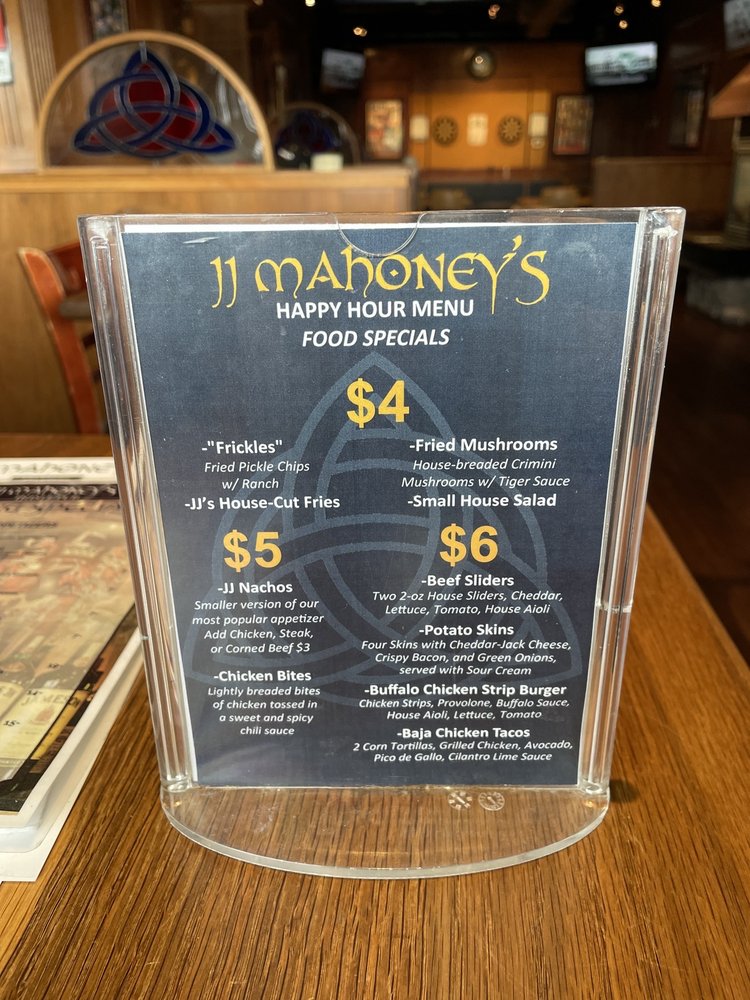 JJ MAHONEY'S
HAPPY HOUR MENU
FOOD SPECIALS
$4
-"Frickles"
Fried Pickle Chips
w/ Ranch
-JJ's House-Cut Fries
-Fried Mushrooms
House-breaded Crimini
Mushrooms w/ Tiger Sauce
-Small House Salad
$5
-JJ Nachos
Smaller version of our
most popular appetizer
Add Chicken, Steak,
or Corned Beef $3
-Chicken Bites
Lightly breaded bites
of chicken tossed in
a sweet and spicy
chili sauce
$6
-Beef Sliders
Two 2-oz House Sliders, Cheddar,
Lettuce, Tomato, House Aioli
-Potato Skins
Four Skins with Cheddar-Jack Cheese,
Crispy Bacon, and Green Onions,
served with Sour Cream
-Buffalo Chicken Strip Burger
Chicken Strips, Provolone, Buffalo Sauce,
House Aioli, Lettuce, Tomato
-Baja Chicken Tacos
2 Corn Tortillas, Grilled Chicken, Avocado,
Pico de Gallo, Cilantro Lime Sauce